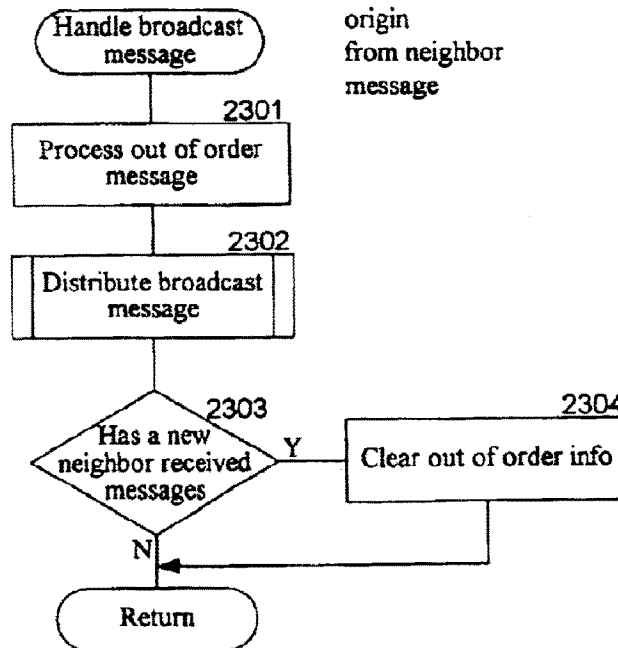 Handle broadcast
message
origin
from neighbor
message
2301
Process out of order
message
2302
Distribute broadcast
message
2303
Has a new
neighbor received
messages
Y
2304
Clear out of order info
N
Return